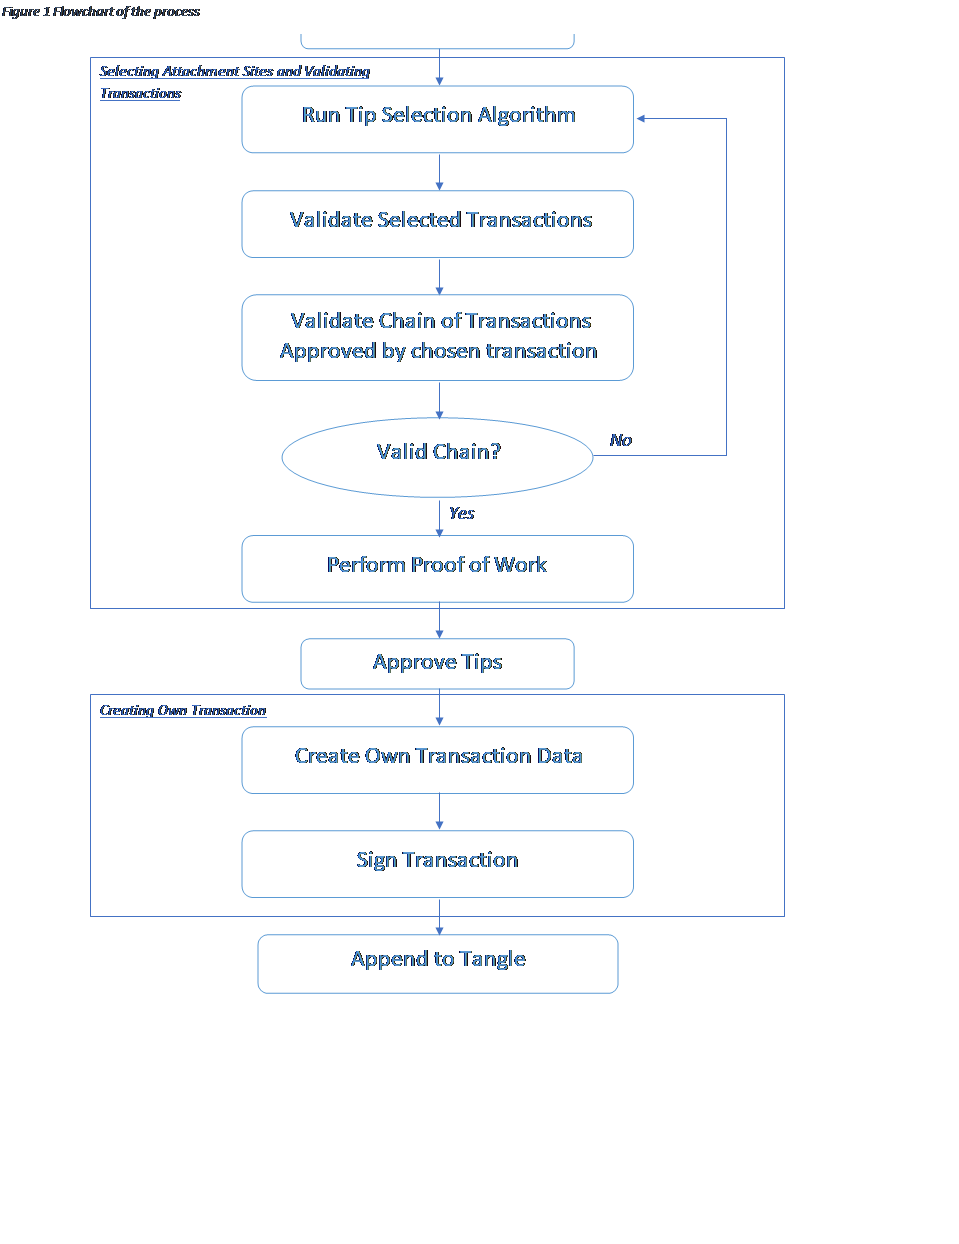 Figure 1 Flowchart of the process
Selecting Attachment Sites and Validating
Transactions
Run Tip Selection Algorithm
Validate Selected Transactions
Validate Chain of Transactions
Approved by chosen transaction
Valid Chain?
No
Yes
Perform Proof of Work
Approve Tips
Creating Own Transaction
Create Own Transaction Data
Sign Transaction
Append to Tangle